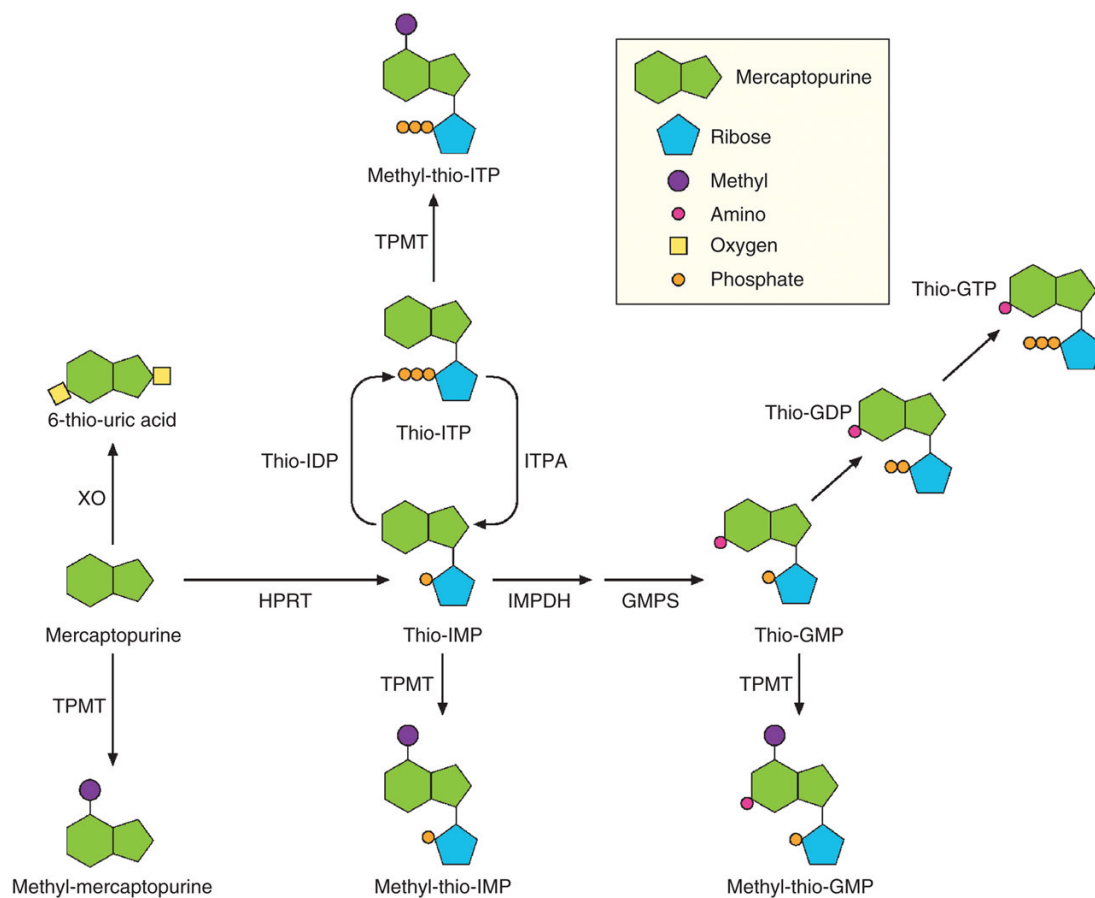 Methyl-thio-ITP
TPMT
Mercaptopurine
Ribose
Methyl
Amino
Oxygen
Phosphate
Thio-GTP
6-thio-uric acid
Thio-ITP
Thio-GDP
Thio-IDP
ITPA
XO
HPRT
IMPDH
GMPS
Mercaptopurine
Thio-IMP
Thio-GMP
TPMT
TPMT
TPMT
Methyl-mercaptopurine
Methyl-thio-IMP
Methyl-thio-GMP